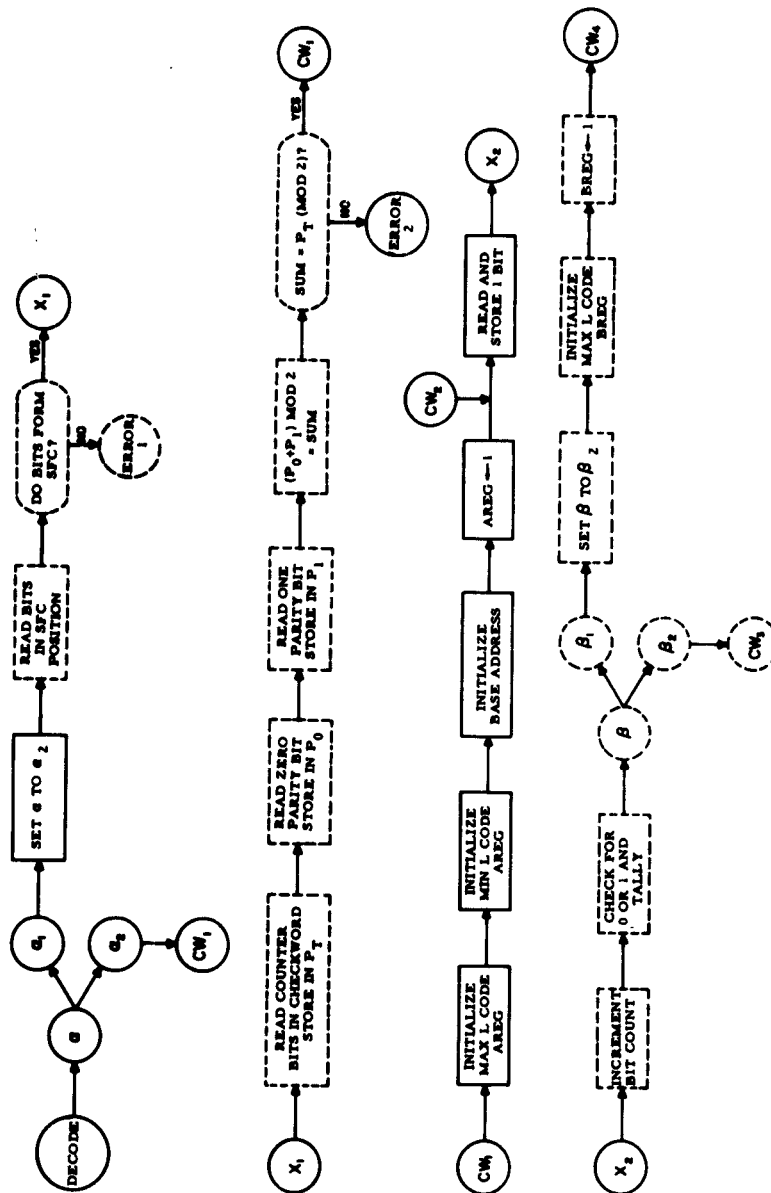 DECODE
α
α1
α2
CW1
SET α TO α2
READ BITS
IN SFC
POSITION
DO BITS FORM
SFC?
YES
X1
NO
ERROR
1
X1
READ COUNTER
BITS IN CHECKWORD
STORE IN PT
READ ZERO
PARITY BIT
STORE IN P0
READ ONE
PARITY BIT
STORE IN P1
(P0+P1) MOD 2
= SUM
SUM = PT (MOD 2)?
YES
CW1
NO
ERROR
2
CW1
INITIALIZE
MAX L CODE
AREG
INITIALIZE
MIN L CODE
AREG
INITIALIZE
BASE ADDRESS
AREG←1
CW2
READ AND
STORE 1 BIT
X2
X2
INCREMENT
BIT COUNT
CHECK FOR
0 OR 1 AND
TALLY
β
β1
β2
CW3
SET β TO β2
INITIALIZE
MAX L CODE
BREG
BREG←1
CW4